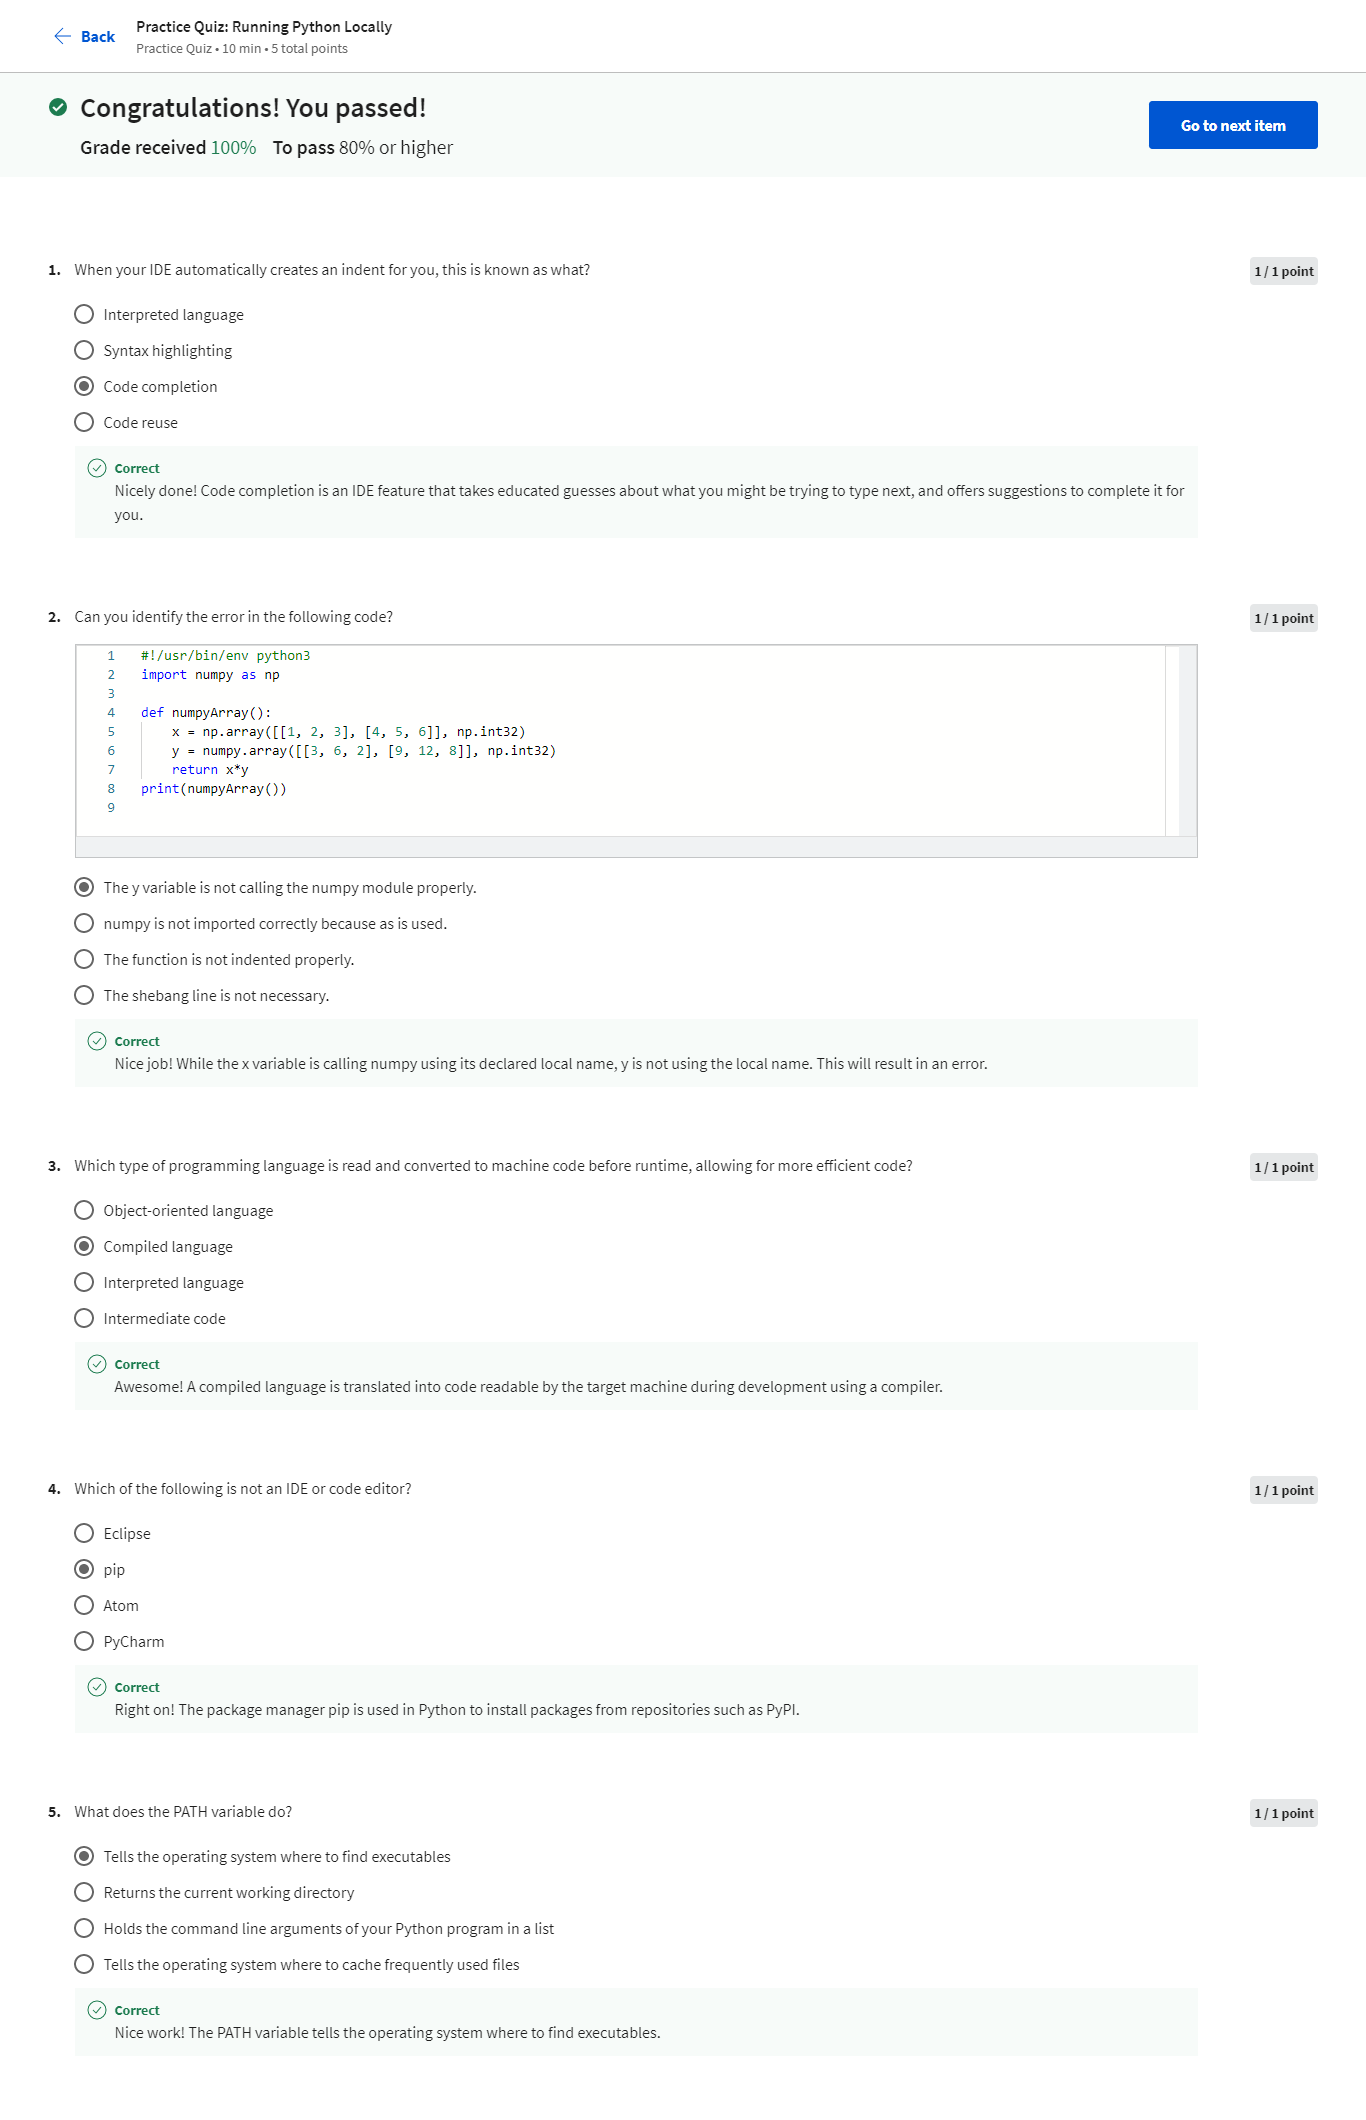 Back
Practice Quiz: Running Python Locally
Practice Quiz • 10 min • 5 total points
Congratulations! You passed!
Grade received 100% To pass 80% or higher
Go to next item
1. When your IDE automatically creates an indent for you, this is known as what?
1 / 1 point
Interpreted language
Syntax highlighting
Code completion
Code reuse
Correct
Nicely done! Code completion is an IDE feature that takes educated guesses about what you might be trying to type next, and offers suggestions to complete it for
you.
2. Can you identify the error in the following code?
1 / 1 point
1 #!/usr/bin/env python3
2 import numpy as np
3
4 def numpyArray():
5     x = np.array([[1, 2, 3], [4, 5, 6]], np.int32)
6     y = numpy.array([[3, 6, 2], [9, 12, 8]], np.int32)
7     return x*y
8 print(numpyArray())
9
The y variable is not calling the numpy module properly.
numpy is not imported correctly because as is used.
The function is not indented properly.
The shebang line is not necessary.
Correct
Nice job! While the x variable is calling numpy using its declared local name, y is not using the local name. This will result in an error.
3. Which type of programming language is read and converted to machine code before runtime, allowing for more efficient code?
1 / 1 point
Object-oriented language
Compiled language
Interpreted language
Intermediate code
Correct
Awesome! A compiled language is translated into code readable by the target machine during development using a compiler.
4. Which of the following is not an IDE or code editor?
1 / 1 point
Eclipse
pip
Atom
PyCharm
Correct
Right on! The package manager pip is used in Python to install packages from repositories such as PyPI.
5. What does the PATH variable do?
1 / 1 point
Tells the operating system where to find executables
Returns the current working directory
Holds the command line arguments of your Python program in a list
Tells the operating system where to cache frequently used files
Correct
Nice work! The PATH variable tells the operating system where to find executables.